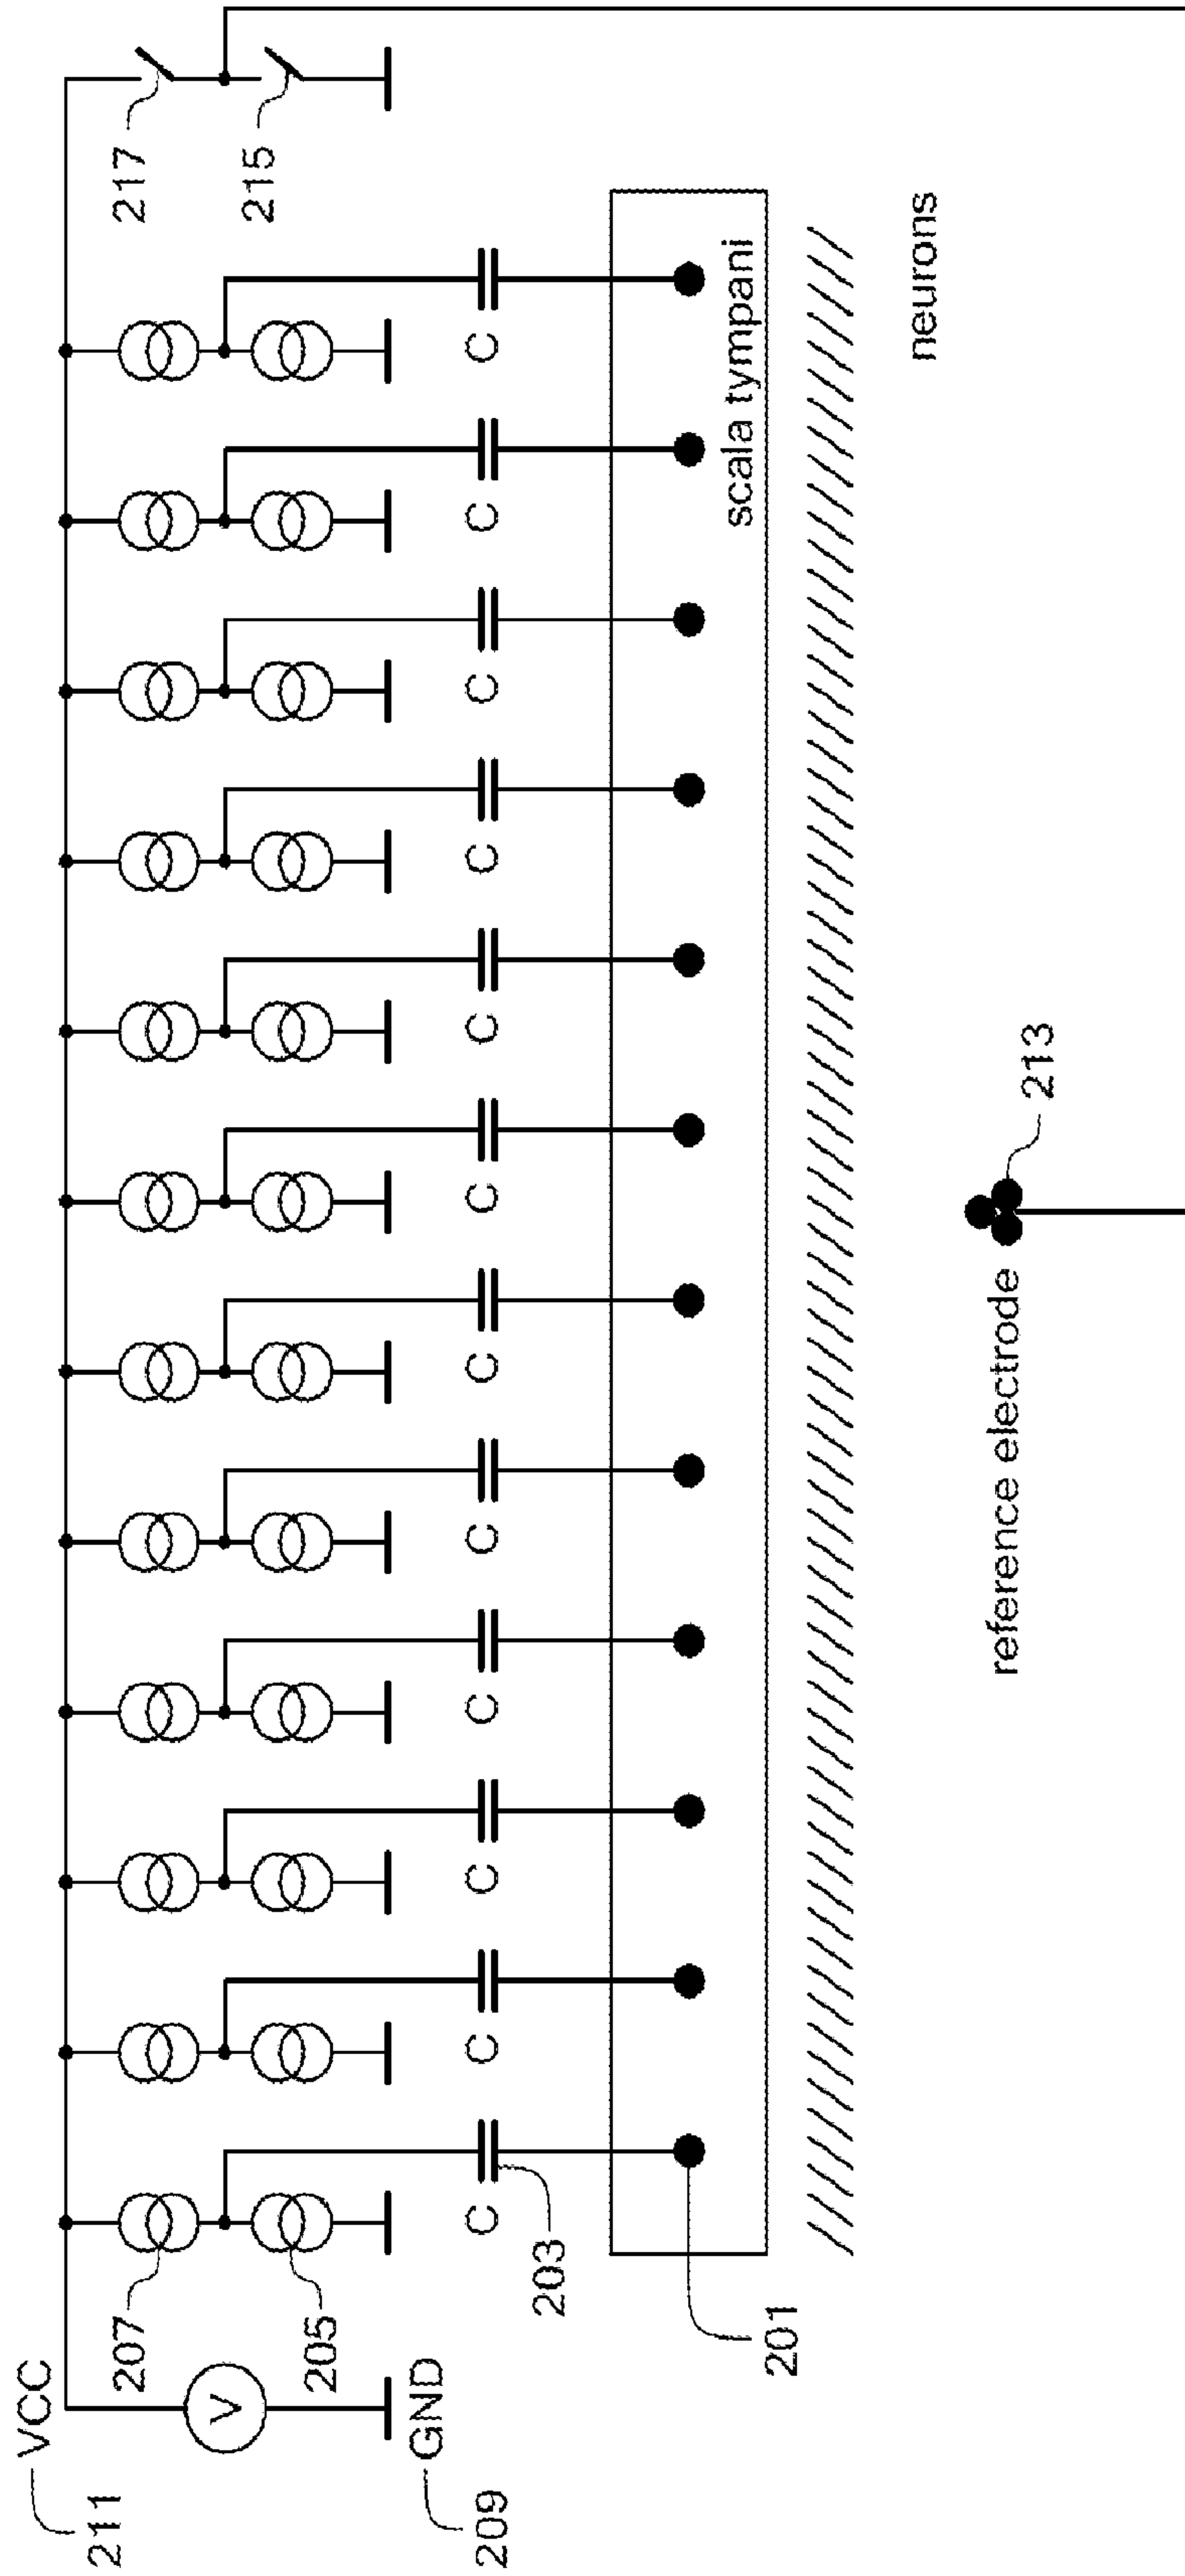 VCC
211
217
207
V
215
205
GND
209
C C C C C C C C C C C C
203
scala tympani
201
neurons
reference electrode
213